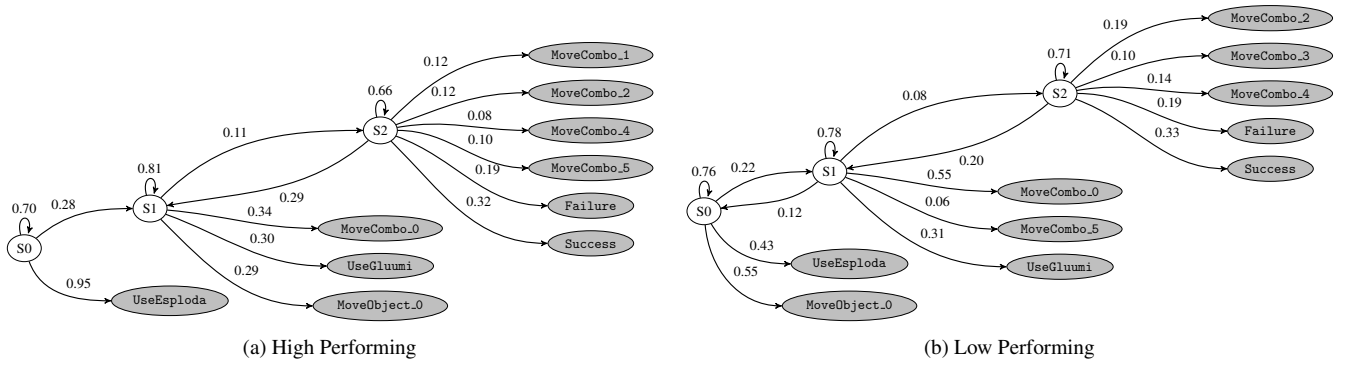 0.70
S0
0.28
0.95
UseEsploda
0.81
S1
0.11
0.29
0.34
MoveCombo_0
0.30
UseGluumi
0.29
MoveObject_0
0.66
S2
0.12
MoveCombo_1
0.12
MoveCombo_2
0.08
MoveCombo_4
0.10
MoveCombo_5
0.19
Failure
0.32
Success
(a) High Performing
0.76
S0
0.22
0.12
0.43
UseEsploda
0.55
MoveObject_0
0.78
S1
0.08
0.20
0.55
MoveCombo_0
0.06
MoveCombo_5
0.31
UseGluumi
0.71
S2
0.19
MoveCombo_2
0.10
MoveCombo_3
0.14
MoveCombo_4
0.19
Failure
0.33
Success
(b) Low Performing